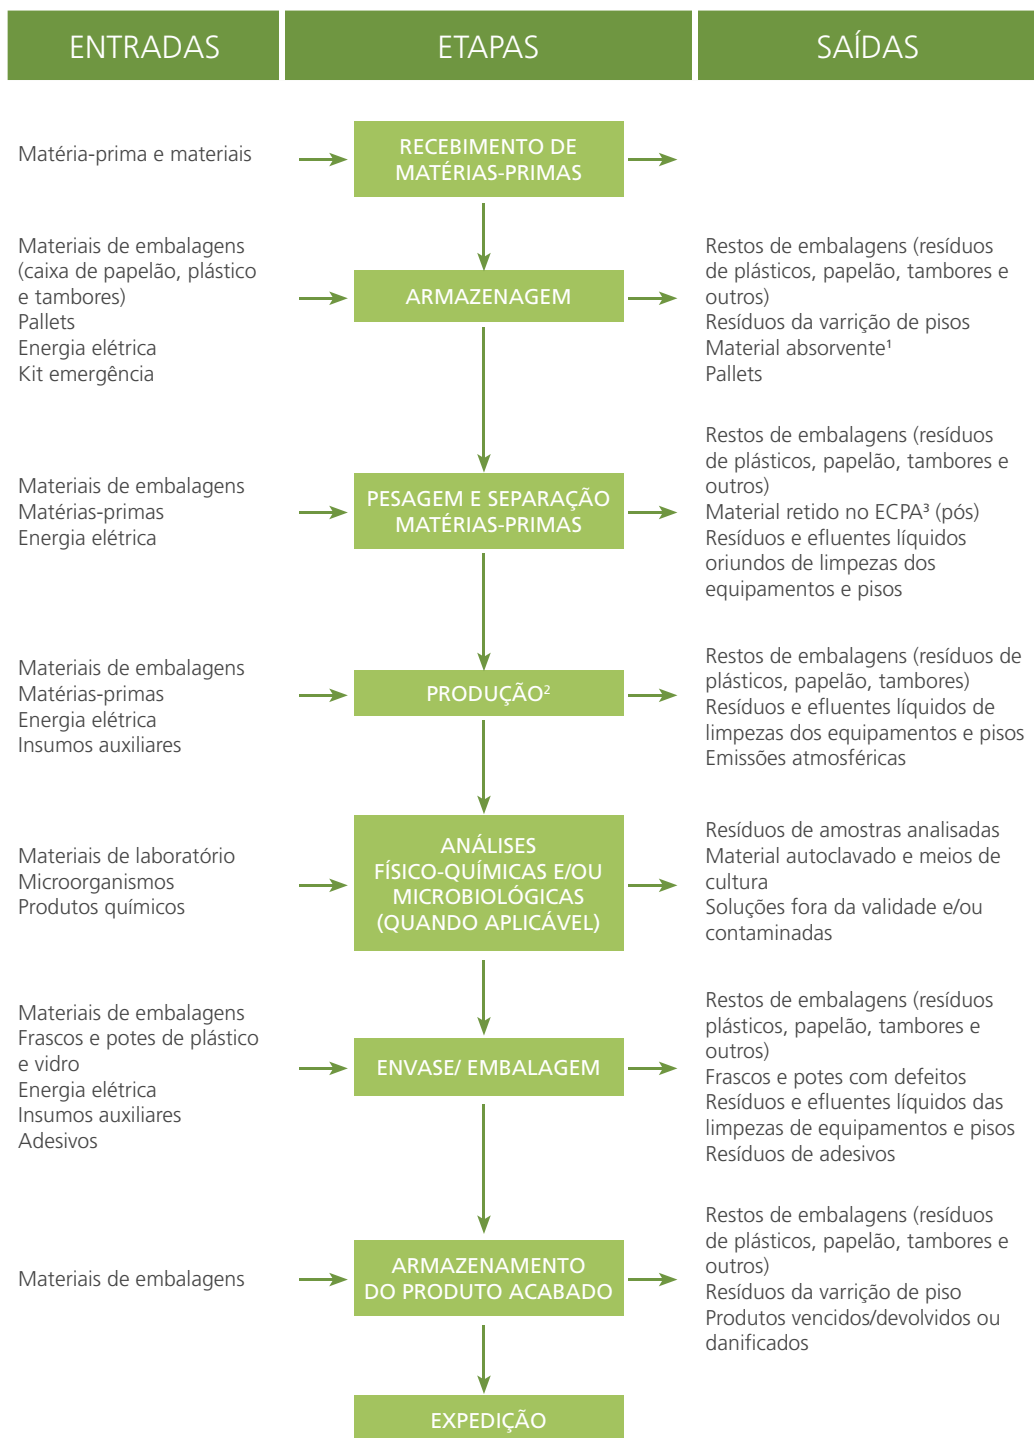 ENTRADAS
ETAPAS
SAÍDAS
Matéria-prima e materiais
RECEBIMENTO DE
MATÉRIAS-PRIMAS
Materiais de embalagens
(caixa de papelão, plástico
e tambores)
Pallets
Energia elétrica
Kit emergência
ARMAZENAGEM
Restos de embalagens (resíduos
de plásticos, papelão, tambores e
outros)
Resíduos da varrição de pisos
Material absorvente¹
Pallets
Materiais de embalagens
Matérias-primas
Energia elétrica
PESAGEM E SEPARAÇÃO
MATÉRIAS-PRIMAS
Restos de embalagens (resíduos
de plásticos, papelão, tambores e
outros)
Material retido no ECPA³ (pós)
Resíduos e efluentes líquidos
oriundos de limpezas dos
equipamentos e pisos
Materiais de embalagens
Matérias-primas
Energia elétrica
Insumos auxiliares
PRODUÇÃO²
Restos de embalagens (resíduos de
plásticos, papelão, tambores)
Resíduos e efluentes líquidos de
limpezas dos equipamentos e pisos
Emissões atmosféricas
Materiais de laboratório
Microorganismos
Produtos químicos
ANÁLISES
FÍSICO-QUÍMICAS E/OU
MICROBIOLÓGICAS
(QUANDO APLICÁVEL)
Resíduos de amostras analisadas
Material autoclavado e meios de
cultura
Soluções fora da validade e/ou
contaminadas
Materiais de embalagens
Frascos e potes de plástico
e vidro
Energia elétrica
Insumos auxiliares
Adesivos
ENVASE/ EMBALAGEM
Restos de embalagens (resíduos
plásticos, papelão, tambores e
outros)
Frascos e potes com defeitos
Resíduos e efluentes líquidos das
limpezas de equipamentos e pisos
Resíduos de adesivos
Materiais de embalagens
ARMAZENAMENTO
DO PRODUTO ACABADO
Restos de embalagens (resíduos
de plásticos, papelão, tambores e
outros)
Resíduos da varrição de piso
Produtos vencidos/devolvidos ou
danificados
EXPEDIÇÃO